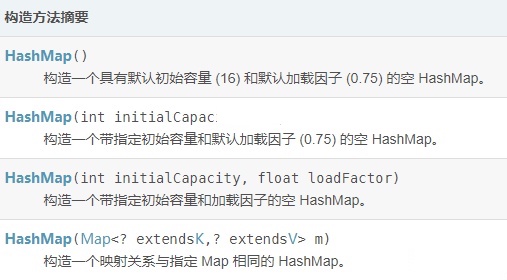 构造方法摘要
HashMap()
构造一个具有默认初始容量 (16) 和默认加载因子 (0.75) 的空 HashMap。
HashMap(int initialCapac
构造一个带指定初始容量和默认加载因子 (0.75) 的空 HashMap。
HashMap(int initialCapacity, float loadFactor)
构造一个带指定初始容量和加载因子的空 HashMap。
HashMap(Map<? extendsK,? extendsV> m)
构造一个映射关系与指定 Map 相同的 HashMap。